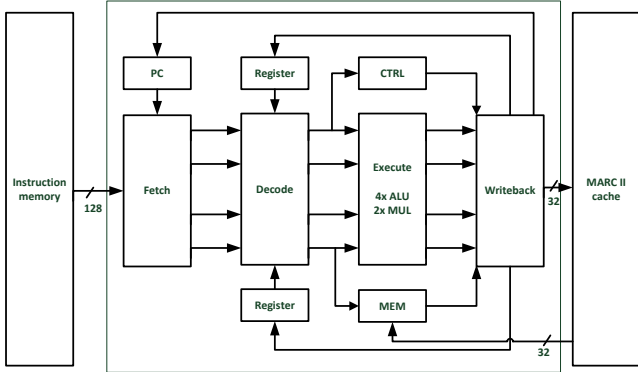 PC
Register
CTRL
Instruction
memory
128
Fetch
Decode
Execute
4x ALU
2x MUL
Writeback
32
MARC II
cache
Register
MEM
32